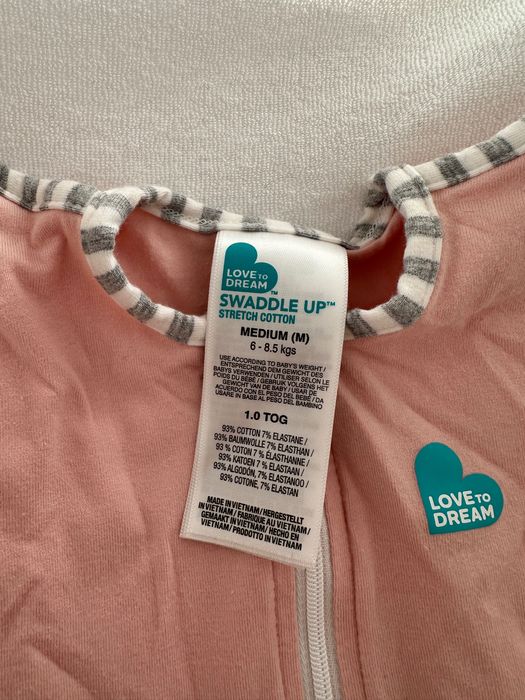 LOVE TO
DREAM™
SWADDLE UP™
STRETCH COTTON
MEDIUM (M)
6 - 8.5 kgs
USE ACCORDING TO BABY'S WEIGHT /
ENTSPRECHEND DEM GEWICHT DES
BABYS VERWENDEN / UTILISER SELON LE
POIDS DU BÉBÉ / GEBRUIK VOLGENS HET
GEWICHT VAN DE BABY / USAR DE
ACUERDO CON EL PESO DEL BEBÉ / DA
USARE IN BASE AL PESO DEL BAMBINO
1.0 TOG
93% COTTON 7% ELASTANE /
93% BAUMWOLLE 7% ELASTHAN /
93 % COTON 7 % ÉLASTHANNE /
93% KATOEN 7 % ELASTAAN /
93% ALGODÓN, 7% ELASTANO /
93% COTONE, 7% ELASTAN
MADE IN VIETNAM / HERGESTELLT
IN VIETNAM / FABRIQUÉ AU VIETNAM /
GEMAAKT IN VIETNAM / HECHO EN
VIETNAM / PRODOTTO IN VIETNAM
LOVE TO
DREAM